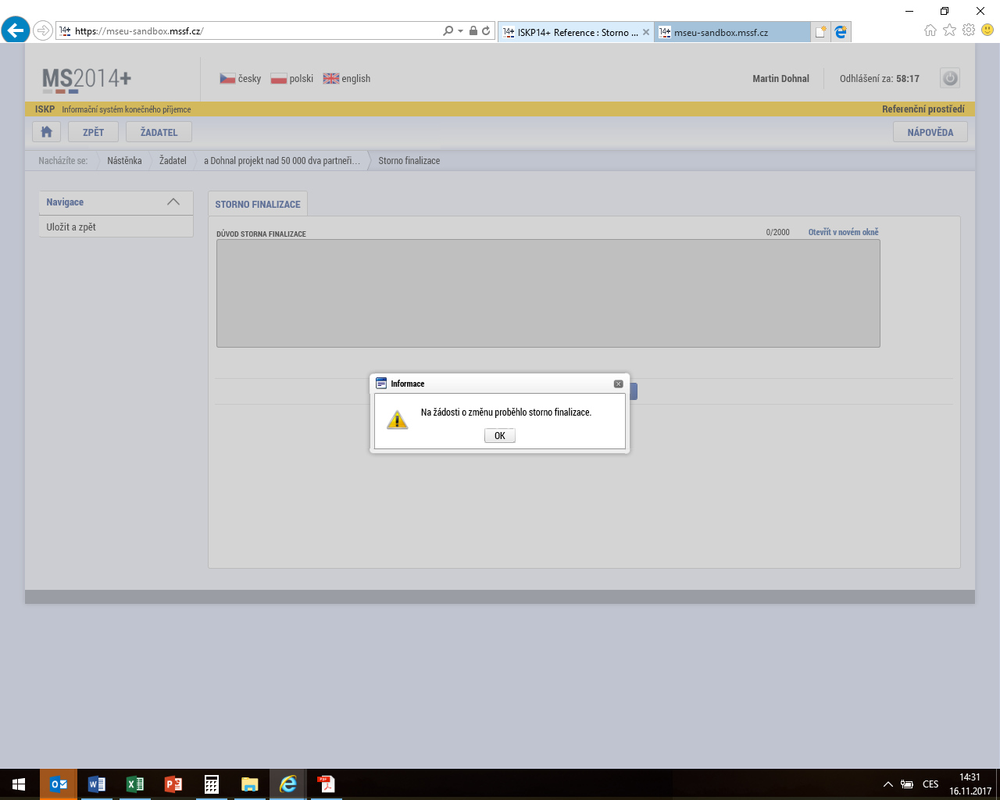 https://mseu-sandbox.mssf.cz/
14+ ISKP14+ Reference : Storno ...
14+ mseu-sandbox.mssf.cz
MS2014+
česky polski english
Martin Dohnal
Odhlášení za: 58:17
ISKP Informační systém konečného příjemce
Referenční prostředí
ZPĚT ŽADATEL
NÁPOVĚDA
Nacházíte se: Nástěnka Žadatel a Dohnal projekt nad 50 000 dva partneři... Storno finalizace
Navigace
Uložit a zpět
STORNO FINALIZACE
DŮVOD STORNA FINALIZACE
0/2000
Otevřít v novém okně
Informace
Na žádosti o změnu proběhlo storno finalizace.
OK
CES
14:31
16.11.2017